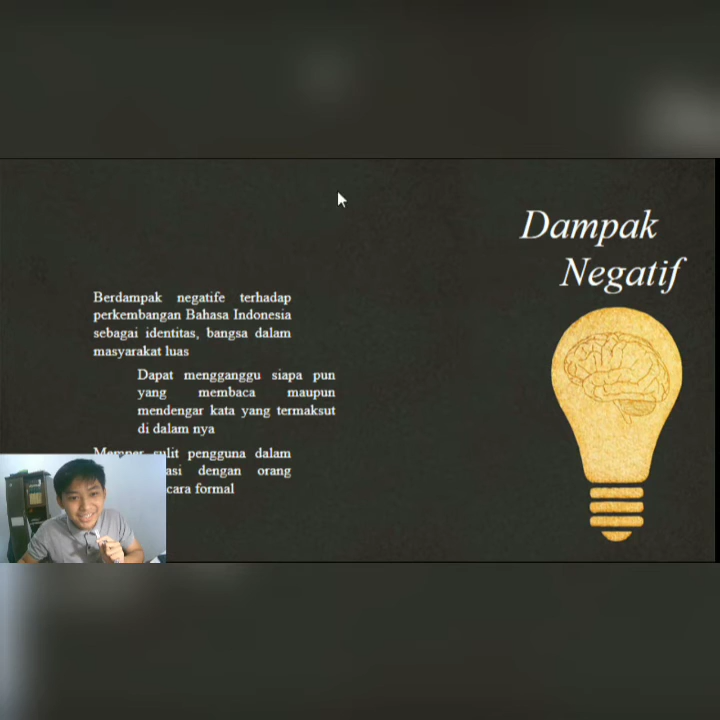 Dampak
Negatif
Berdampak negatife terhadap
perkembangan Bahasa Indonesia
sebagai identitas, bangsa dalam
masyarakat luas
Dapat mengganggu siapa pun
yang membaca maupun
mendengar kata yang termaksut
di dalam nya
sulit pengguna dalam
dengan orang
formal